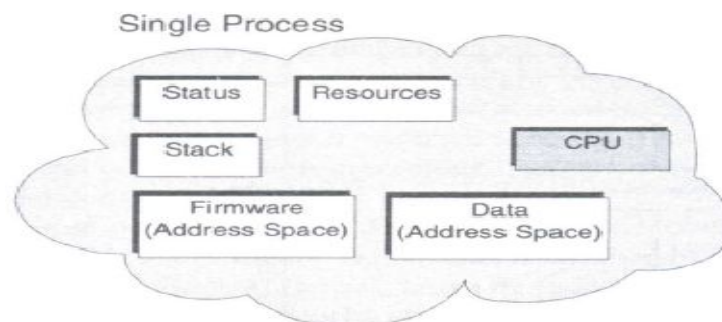 Single Process
Status
Resources
Stack
CPU
Firmware
(Address Space)
Data
(Address Space)